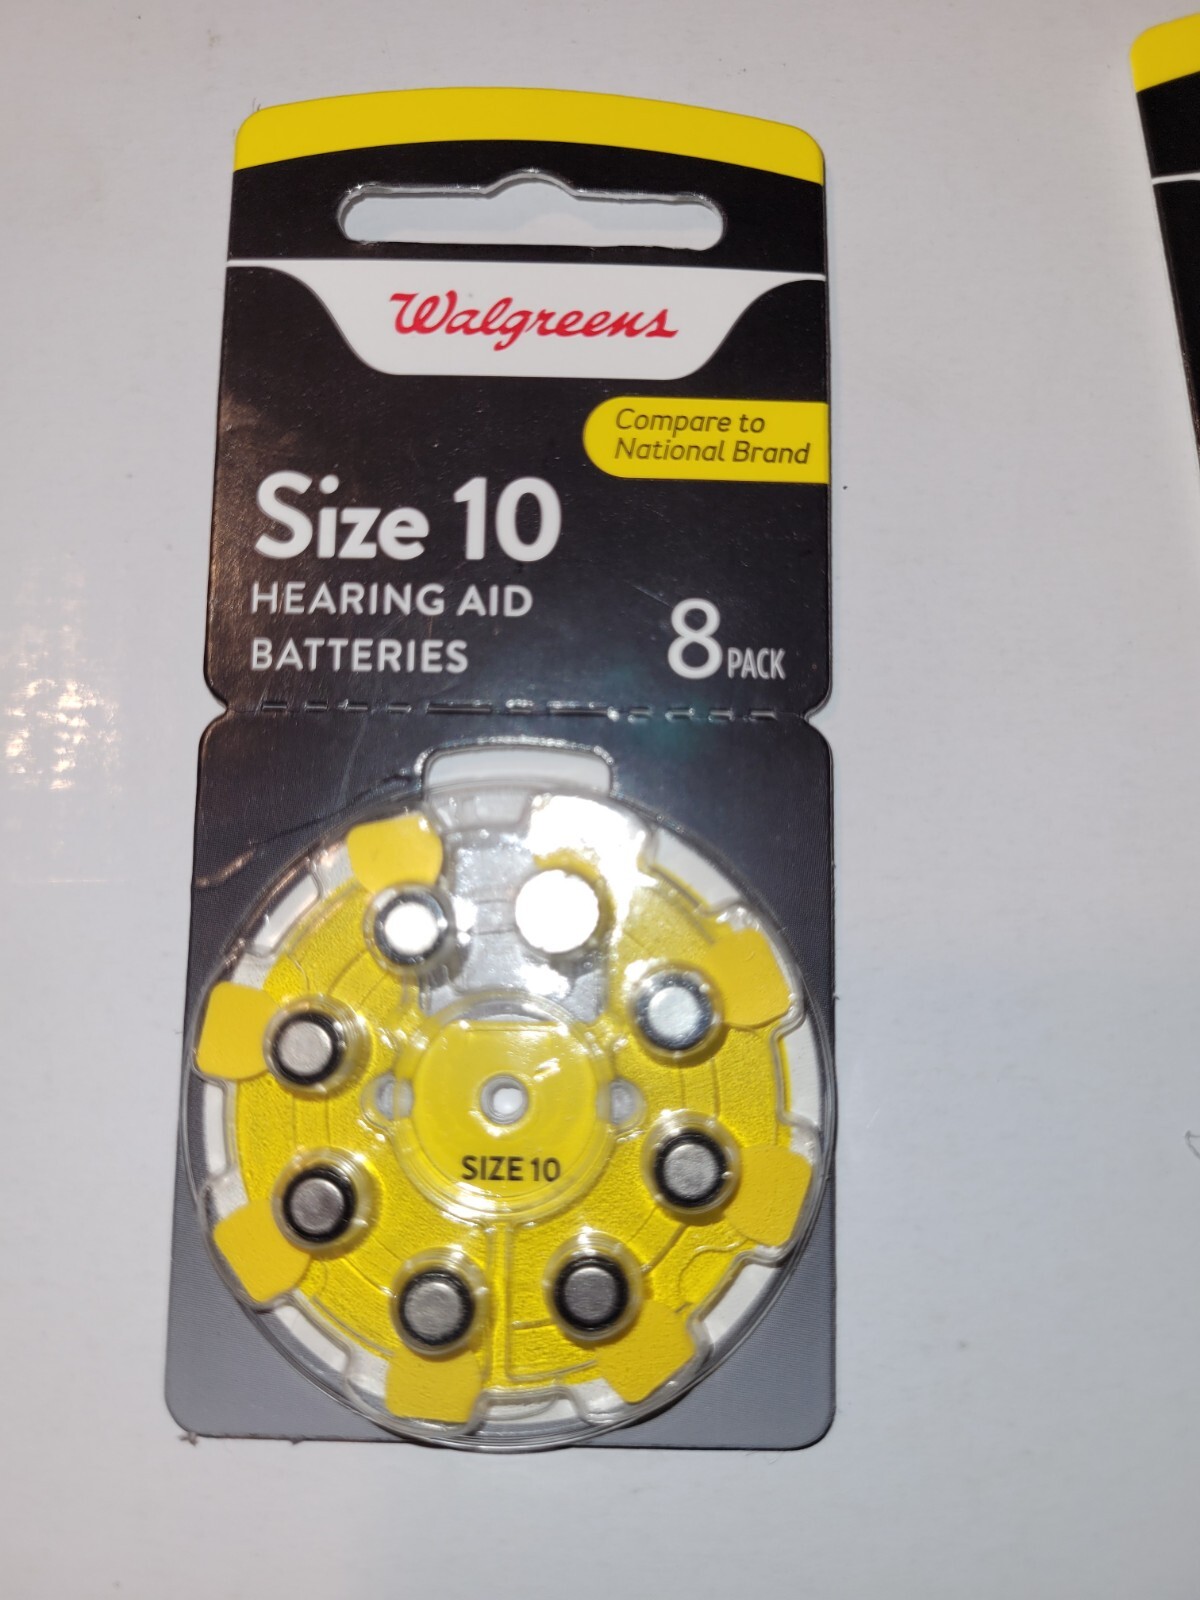 Walgreens
Compare to
National Brand
Size 10
HEARING AID
BATTERIES
8 PACK
SIZE 10